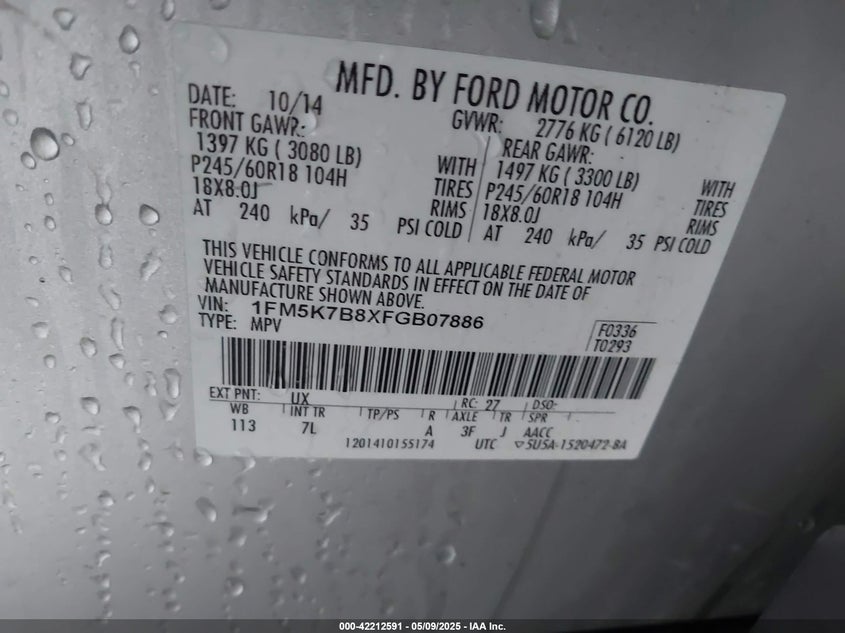 MFD. BY FORD MOTOR CO.
DATE: 10/14 GVWR: 2776 KG ( 6120 LB)
FRONT GAWR: REAR GAWR:
1397 KG ( 3080 LB) WITH 1497 KG ( 3300 LB) WITH
P245/60R18 104H TIRES P245/60R18 104H TIRES
18X8.0J RIMS 18X8.0J RIMS
AT 240 kPa/ 35 PSI COLD AT 240 kPa/ 35 PSI COLD
THIS VEHICLE CONFORMS TO ALL APPLICABLE FEDERAL MOTOR
VEHICLE SAFETY STANDARDS IN EFFECT ON THE DATE OF
MANUFACTURE SHOWN ABOVE.
VIN: 1FM5K7B8XFGB07886
TYPE: MPV
F0336
T0293
EXT PNT: UX RC: 27 DSO:
WB INT TR TP/PS R AXLE TR SPR
113 7L A 3F J AACC
1201410155174 UTC ▽5U5A-1520472-BA
000-42212591 - 05/09/2025 - IAA Inc.